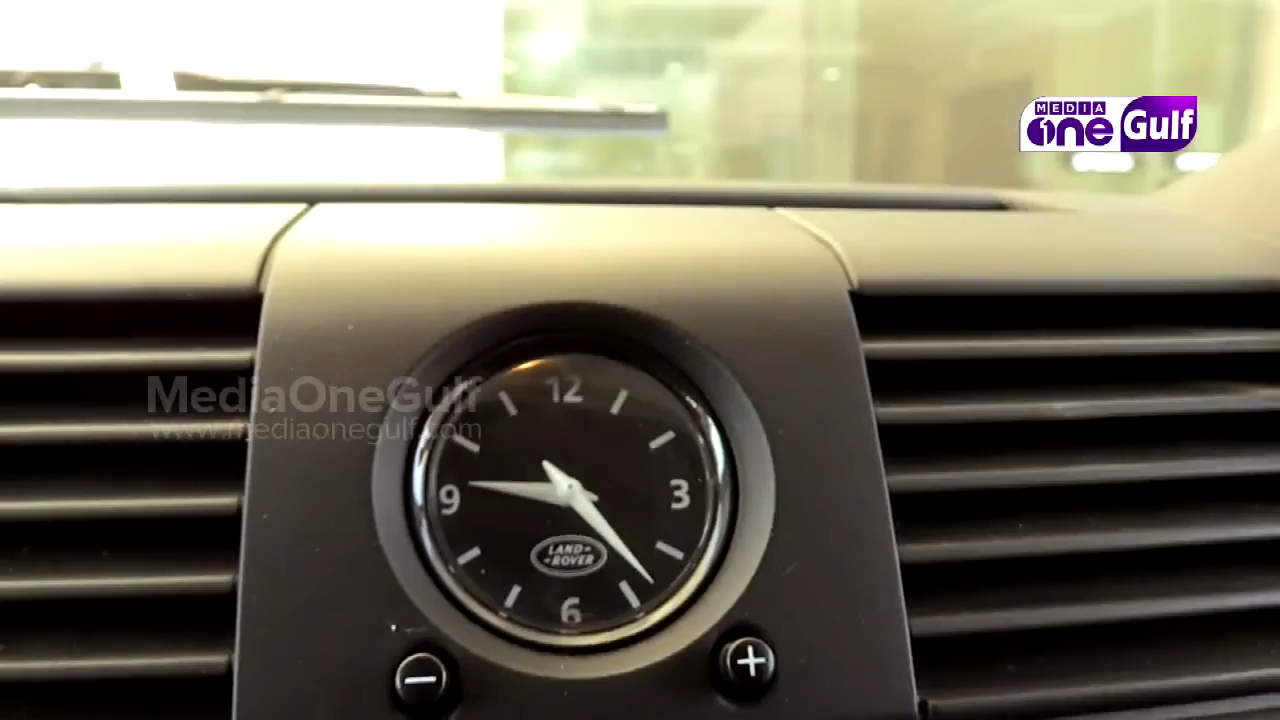 MEDIA
one Gulf
MediaOneGulf
www.mediaonegulf.com
12
9
3
LAND
ROVER
6
- +